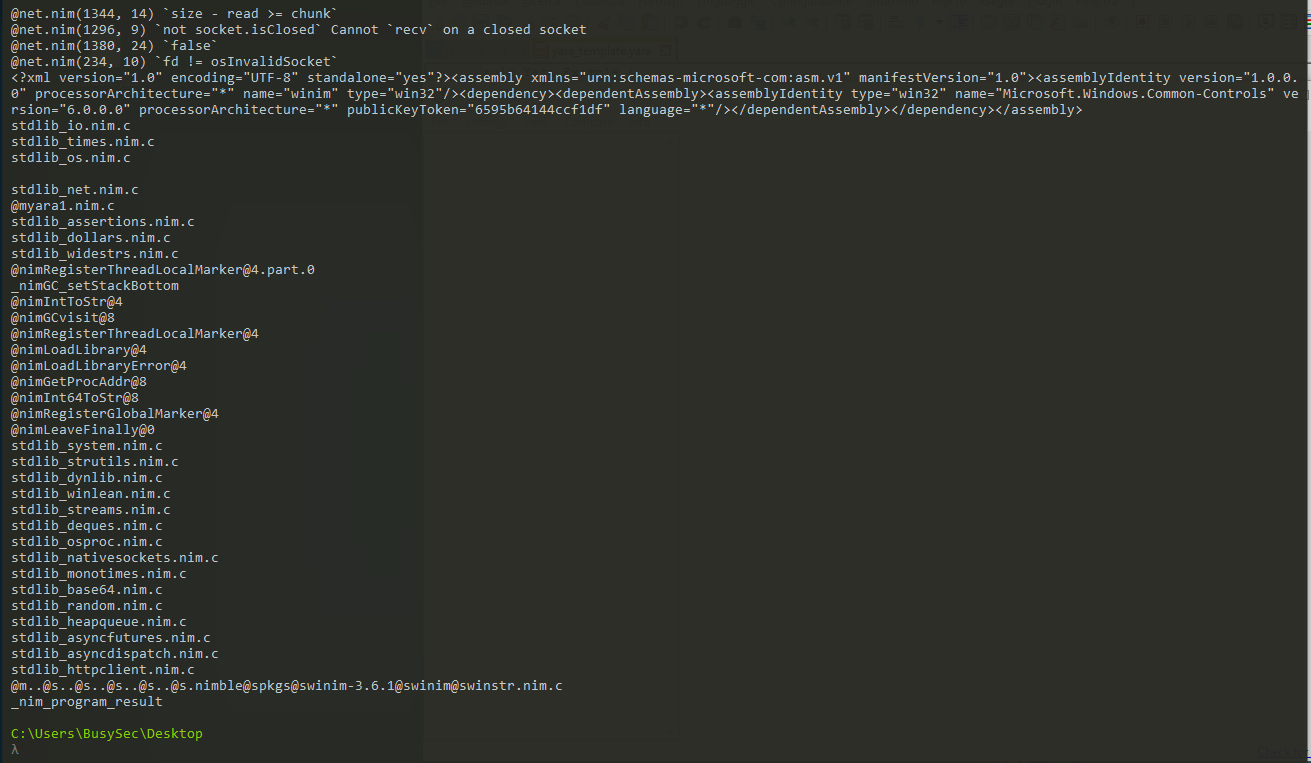 @net.nim(1344, 14) `size - read >= chunk`
@net.nim(1296, 9) `not socket.isClosed` Cannot `recv` on a closed socket
@net.nim(1380, 24) `false`
@net.nim(234, 10) `fd != osInvalidSocket`
<?xml version="1.0" encoding="UTF-8" standalone="yes"?><assembly xmlns="urn:schemas-microsoft-com:asm.v1" manifestVersion="1.0"><assemblyIdentity version="1.0.0.
0" processorArchitecture="*" name="winim" type="win32"/><dependency><dependentAssembly><assemblyIdentity type="win32" name="Microsoft.Windows.Common-Controls" ve
rsion="6.0.0.0" processorArchitecture="*" publicKeyToken="6595b64144ccf1df" language="*"/></dependentAssembly></dependency></assembly>
stdlib_io.nim.c
stdlib_times.nim.c
stdlib_os.nim.c
stdlib_net.nim.c
@myara1.nim.c
stdlib_assertions.nim.c
stdlib_dollars.nim.c
stdlib_widestrs.nim.c
@nimRegisterThreadLocalMarker@4.part.0
_nimGC_setStackBottom
@nimIntToStr@4
@nimGCvisit@8
@nimRegisterThreadLocalMarker@4
@nimLoadLibrary@4
@nimLoadLibraryError@4
@nimGetProcAddr@8
@nimInt64ToStr@8
@nimRegisterGlobalMarker@4
@nimLeaveFinally@0
stdlib_system.nim.c
stdlib_strutils.nim.c
stdlib_dynlib.nim.c
stdlib_winlean.nim.c
stdlib_streams.nim.c
stdlib_deques.nim.c
stdlib_osproc.nim.c
stdlib_nativesockets.nim.c
stdlib_monotimes.nim.c
stdlib_base64.nim.c
stdlib_random.nim.c
stdlib_heapqueue.nim.c
stdlib_asyncfutures.nim.c
stdlib_asyncdispatch.nim.c
stdlib_httpclient.nim.c
@m..@s..@s..@s..@s..@s.nimble@spkgs@swinim-3.6.1@swinim@swinstr.nim.c
_nim_program_result
C:\Users\BusySec\Desktop
λ